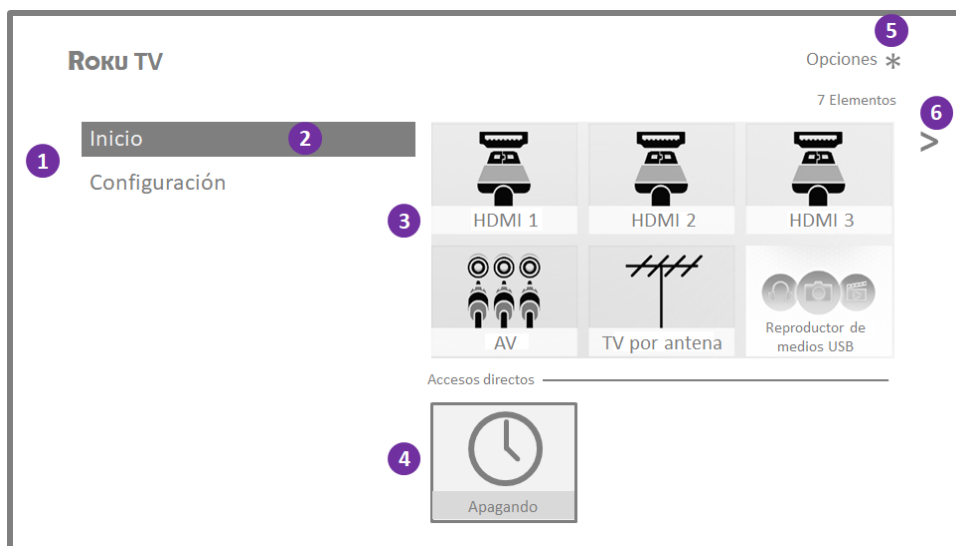 5
Roku TV
Opciones *
7 Elementos
6
>
1
Inicio 2
Configuración
3
HDMI 1 HDMI 2 HDMI 3
AV TV por antena Reproductor de
medios USB
Accesos directos
4
Apagando